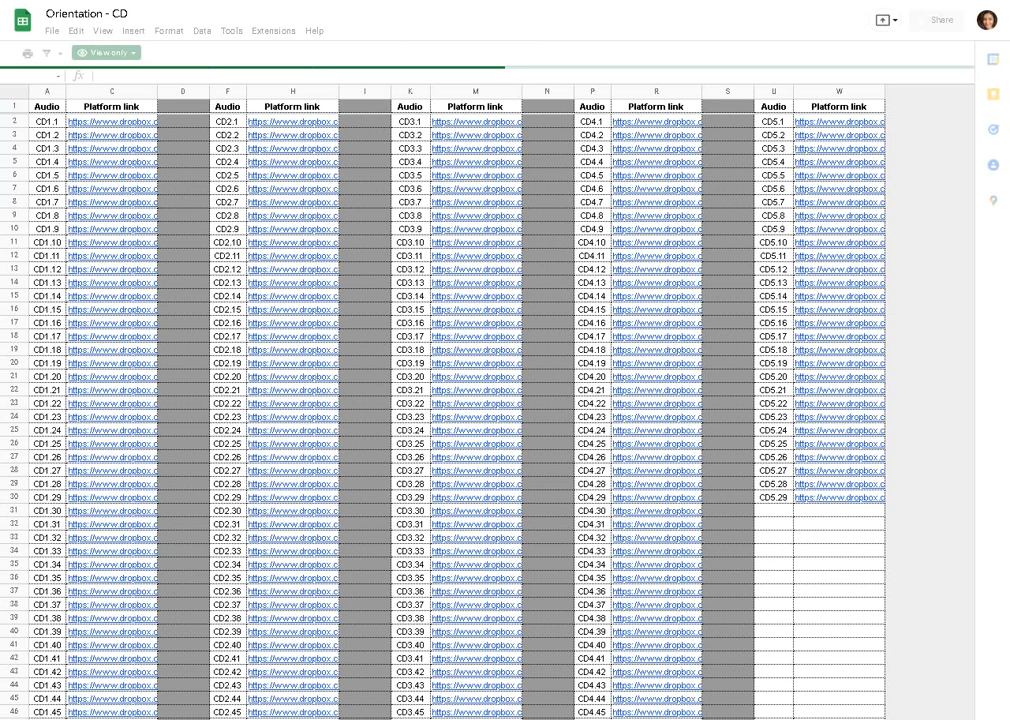 Orientation - CD
File Edit View Insert Format Data Tools Extensions Help
Share
View only
fx
A C D F H I K M N P R S U W
1 Audio Platform link Audio Platform link Audio Platform link Audio Platform link Audio Platform link
2 CD1.1 https://www.dropbox.c CD2.1 https://www.dropbox.c CD3.1 https://www.dropbox.c CD4.1 https://www.dropbox.c CD5.1 https://www.dropbox.c
3 CD1.2 https://www.dropbox.c CD2.2 https://www.dropbox.c CD3.2 https://www.dropbox.c CD4.2 https://www.dropbox.c CD5.2 https://www.dropbox.c
4 CD1.3 https://www.dropbox.c CD2.3 https://www.dropbox.c CD3.3 https://www.dropbox.c CD4.3 https://www.dropbox.c CD5.3 https://www.dropbox.c
5 CD1.4 https://www.dropbox.c CD2.4 https://www.dropbox.c CD3.4 https://www.dropbox.c CD4.4 https://www.dropbox.c CD5.4 https://www.dropbox.c
6 CD1.5 https://www.dropbox.c CD2.5 https://www.dropbox.c CD3.5 https://www.dropbox.c CD4.5 https://www.dropbox.c CD5.5 https://www.dropbox.c
7 CD1.6 https://www.dropbox.c CD2.6 https://www.dropbox.c CD3.6 https://www.dropbox.c CD4.6 https://www.dropbox.c CD5.6 https://www.dropbox.c
8 CD1.7 https://www.dropbox.c CD2.7 https://www.dropbox.c CD3.7 https://www.dropbox.c CD4.7 https://www.dropbox.c CD5.7 https://www.dropbox.c
9 CD1.8 https://www.dropbox.c CD2.8 https://www.dropbox.c CD3.8 https://www.dropbox.c CD4.8 https://www.dropbox.c CD5.8 https://www.dropbox.c
10 CD1.9 https://www.dropbox.c CD2.9 https://www.dropbox.c CD3.9 https://www.dropbox.c CD4.9 https://www.dropbox.c CD5.9 https://www.dropbox.c
11 CD1.10 https://www.dropbox.c CD2.10 https://www.dropbox.c CD3.10 https://www.dropbox.c CD4.10 https://www.dropbox.c CD5.10 https://www.dropbox.c
12 CD1.11 https://www.dropbox.c CD2.11 https://www.dropbox.c CD3.11 https://www.dropbox.c CD4.11 https://www.dropbox.c CD5.11 https://www.dropbox.c
13 CD1.12 https://www.dropbox.c CD2.12 https://www.dropbox.c CD3.12 https://www.dropbox.c CD4.12 https://www.dropbox.c CD5.12 https://www.dropbox.c
14 CD1.13 https://www.dropbox.c CD2.13 https://www.dropbox.c CD3.13 https://www.dropbox.c CD4.13 https://www.dropbox.c CD5.13 https://www.dropbox.c
15 CD1.14 https://www.dropbox.c CD2.14 https://www.dropbox.c CD3.14 https://www.dropbox.c CD4.14 https://www.dropbox.c CD5.14 https://www.dropbox.c
16 CD1.15 https://www.dropbox.c CD2.15 https://www.dropbox.c CD3.15 https://www.dropbox.c CD4.15 https://www.dropbox.c CD5.15 https://www.dropbox.c
17 CD1.16 https://www.dropbox.c CD2.16 https://www.dropbox.c CD3.16 https://www.dropbox.c CD4.16 https://www.dropbox.c CD5.16 https://www.dropbox.c
18 CD1.17 https://www.dropbox.c CD2.17 https://www.dropbox.c CD3.17 https://www.dropbox.c CD4.17 https://www.dropbox.c CD5.17 https://www.dropbox.c
19 CD1.18 https://www.dropbox.c CD2.18 https://www.dropbox.c CD3.18 https://www.dropbox.c CD4.18 https://www.dropbox.c CD5.18 https://www.dropbox.c
20 CD1.19 https://www.dropbox.c CD2.19 https://www.dropbox.c CD3.19 https://www.dropbox.c CD4.19 https://www.dropbox.c CD5.19 https://www.dropbox.c
21 CD1.20 https://www.dropbox.c CD2.20 https://www.dropbox.c CD3.20 https://www.dropbox.c CD4.20 https://www.dropbox.c CD5.20 https://www.dropbox.c
22 CD1.21 https://www.dropbox.c CD2.21 https://www.dropbox.c CD3.21 https://www.dropbox.c CD4.21 https://www.dropbox.c CD5.21 https://www.dropbox.c
23 CD1.22 https://www.dropbox.c CD2.22 https://www.dropbox.c CD3.22 https://www.dropbox.c CD4.22 https://www.dropbox.c CD5.22 https://www.dropbox.c
24 CD1.23 https://www.dropbox.c CD2.23 https://www.dropbox.c CD3.23 https://www.dropbox.c CD4.23 https://www.dropbox.c CD5.23 https://www.dropbox.c
25 CD1.24 https://www.dropbox.c CD2.24 https://www.dropbox.c CD3.24 https://www.dropbox.c CD4.24 https://www.dropbox.c CD5.24 https://www.dropbox.c
26 CD1.25 https://www.dropbox.c CD2.25 https://www.dropbox.c CD3.25 https://www.dropbox.c CD4.25 https://www.dropbox.c CD5.25 https://www.dropbox.c
27 CD1.26 https://www.dropbox.c CD2.26 https://www.dropbox.c CD3.26 https://www.dropbox.c CD4.26 https://www.dropbox.c CD5.26 https://www.dropbox.c
28 CD1.27 https://www.dropbox.c CD2.27 https://www.dropbox.c CD3.27 https://www.dropbox.c CD4.27 https://www.dropbox.c CD5.27 https://www.dropbox.c
29 CD1.28 https://www.dropbox.c CD2.28 https://www.dropbox.c CD3.28 https://www.dropbox.c CD4.28 https://www.dropbox.c CD5.28 https://www.dropbox.c
30 CD1.29 https://www.dropbox.c CD2.29 https://www.dropbox.c CD3.29 https://www.dropbox.c CD4.29 https://www.dropbox.c CD5.29 https://www.dropbox.c
31 CD1.30 https://www.dropbox.c CD2.30 https://www.dropbox.c CD3.30 https://www.dropbox.c CD4.30 https://www.dropbox.c
32 CD1.31 https://www.dropbox.c CD2.31 https://www.dropbox.c CD3.31 https://www.dropbox.c CD4.31 https://www.dropbox.c
33 CD1.32 https://www.dropbox.c CD2.32 https://www.dropbox.c CD3.32 https://www.dropbox.c CD4.32 https://www.dropbox.c
34 CD1.33 https://www.dropbox.c CD2.33 https://www.dropbox.c CD3.33 https://www.dropbox.c CD4.33 https://www.dropbox.c
35 CD1.34 https://www.dropbox.c CD2.34 https://www.dropbox.c CD3.34 https://www.dropbox.c CD4.34 https://www.dropbox.c
36 CD1.35 https://www.dropbox.c CD2.35 https://www.dropbox.c CD3.35 https://www.dropbox.c CD4.35 https://www.dropbox.c
37 CD1.36 https://www.dropbox.c CD2.36 https://www.dropbox.c CD3.36 https://www.dropbox.c CD4.36 https://www.dropbox.c
38 CD1.37 https://www.dropbox.c CD2.37 https://www.dropbox.c CD3.37 https://www.dropbox.c CD4.37 https://www.dropbox.c
39 CD1.38 https://www.dropbox.c CD2.38 https://www.dropbox.c CD3.38 https://www.dropbox.c CD4.38 https://www.dropbox.c
40 CD1.39 https://www.dropbox.c CD2.39 https://www.dropbox.c CD3.39 https://www.dropbox.c CD4.39 https://www.dropbox.c
41 CD1.40 https://www.dropbox.c CD2.40 https://www.dropbox.c CD3.40 https://www.dropbox.c CD4.40 https://www.dropbox.c
42 CD1.41 https://www.dropbox.c CD2.41 https://www.dropbox.c CD3.41 https://www.dropbox.c CD4.41 https://www.dropbox.c
43 CD1.42 https://www.dropbox.c CD2.42 https://www.dropbox.c CD3.42 https://www.dropbox.c CD4.42 https://www.dropbox.c
44 CD1.43 https://www.dropbox.c CD2.43 https://www.dropbox.c CD3.43 https://www.dropbox.c CD4.43 https://www.dropbox.c
45 CD1.44 https://www.dropbox.c CD2.44 https://www.dropbox.c CD3.44 https://www.dropbox.c CD4.44 https://www.dropbox.c
46 CD1.45 https://www.dropbox.c CD2.45 https://www.dropbox.c CD3.45 https://www.dropbox.c CD4.45 https://www.dropbox.c